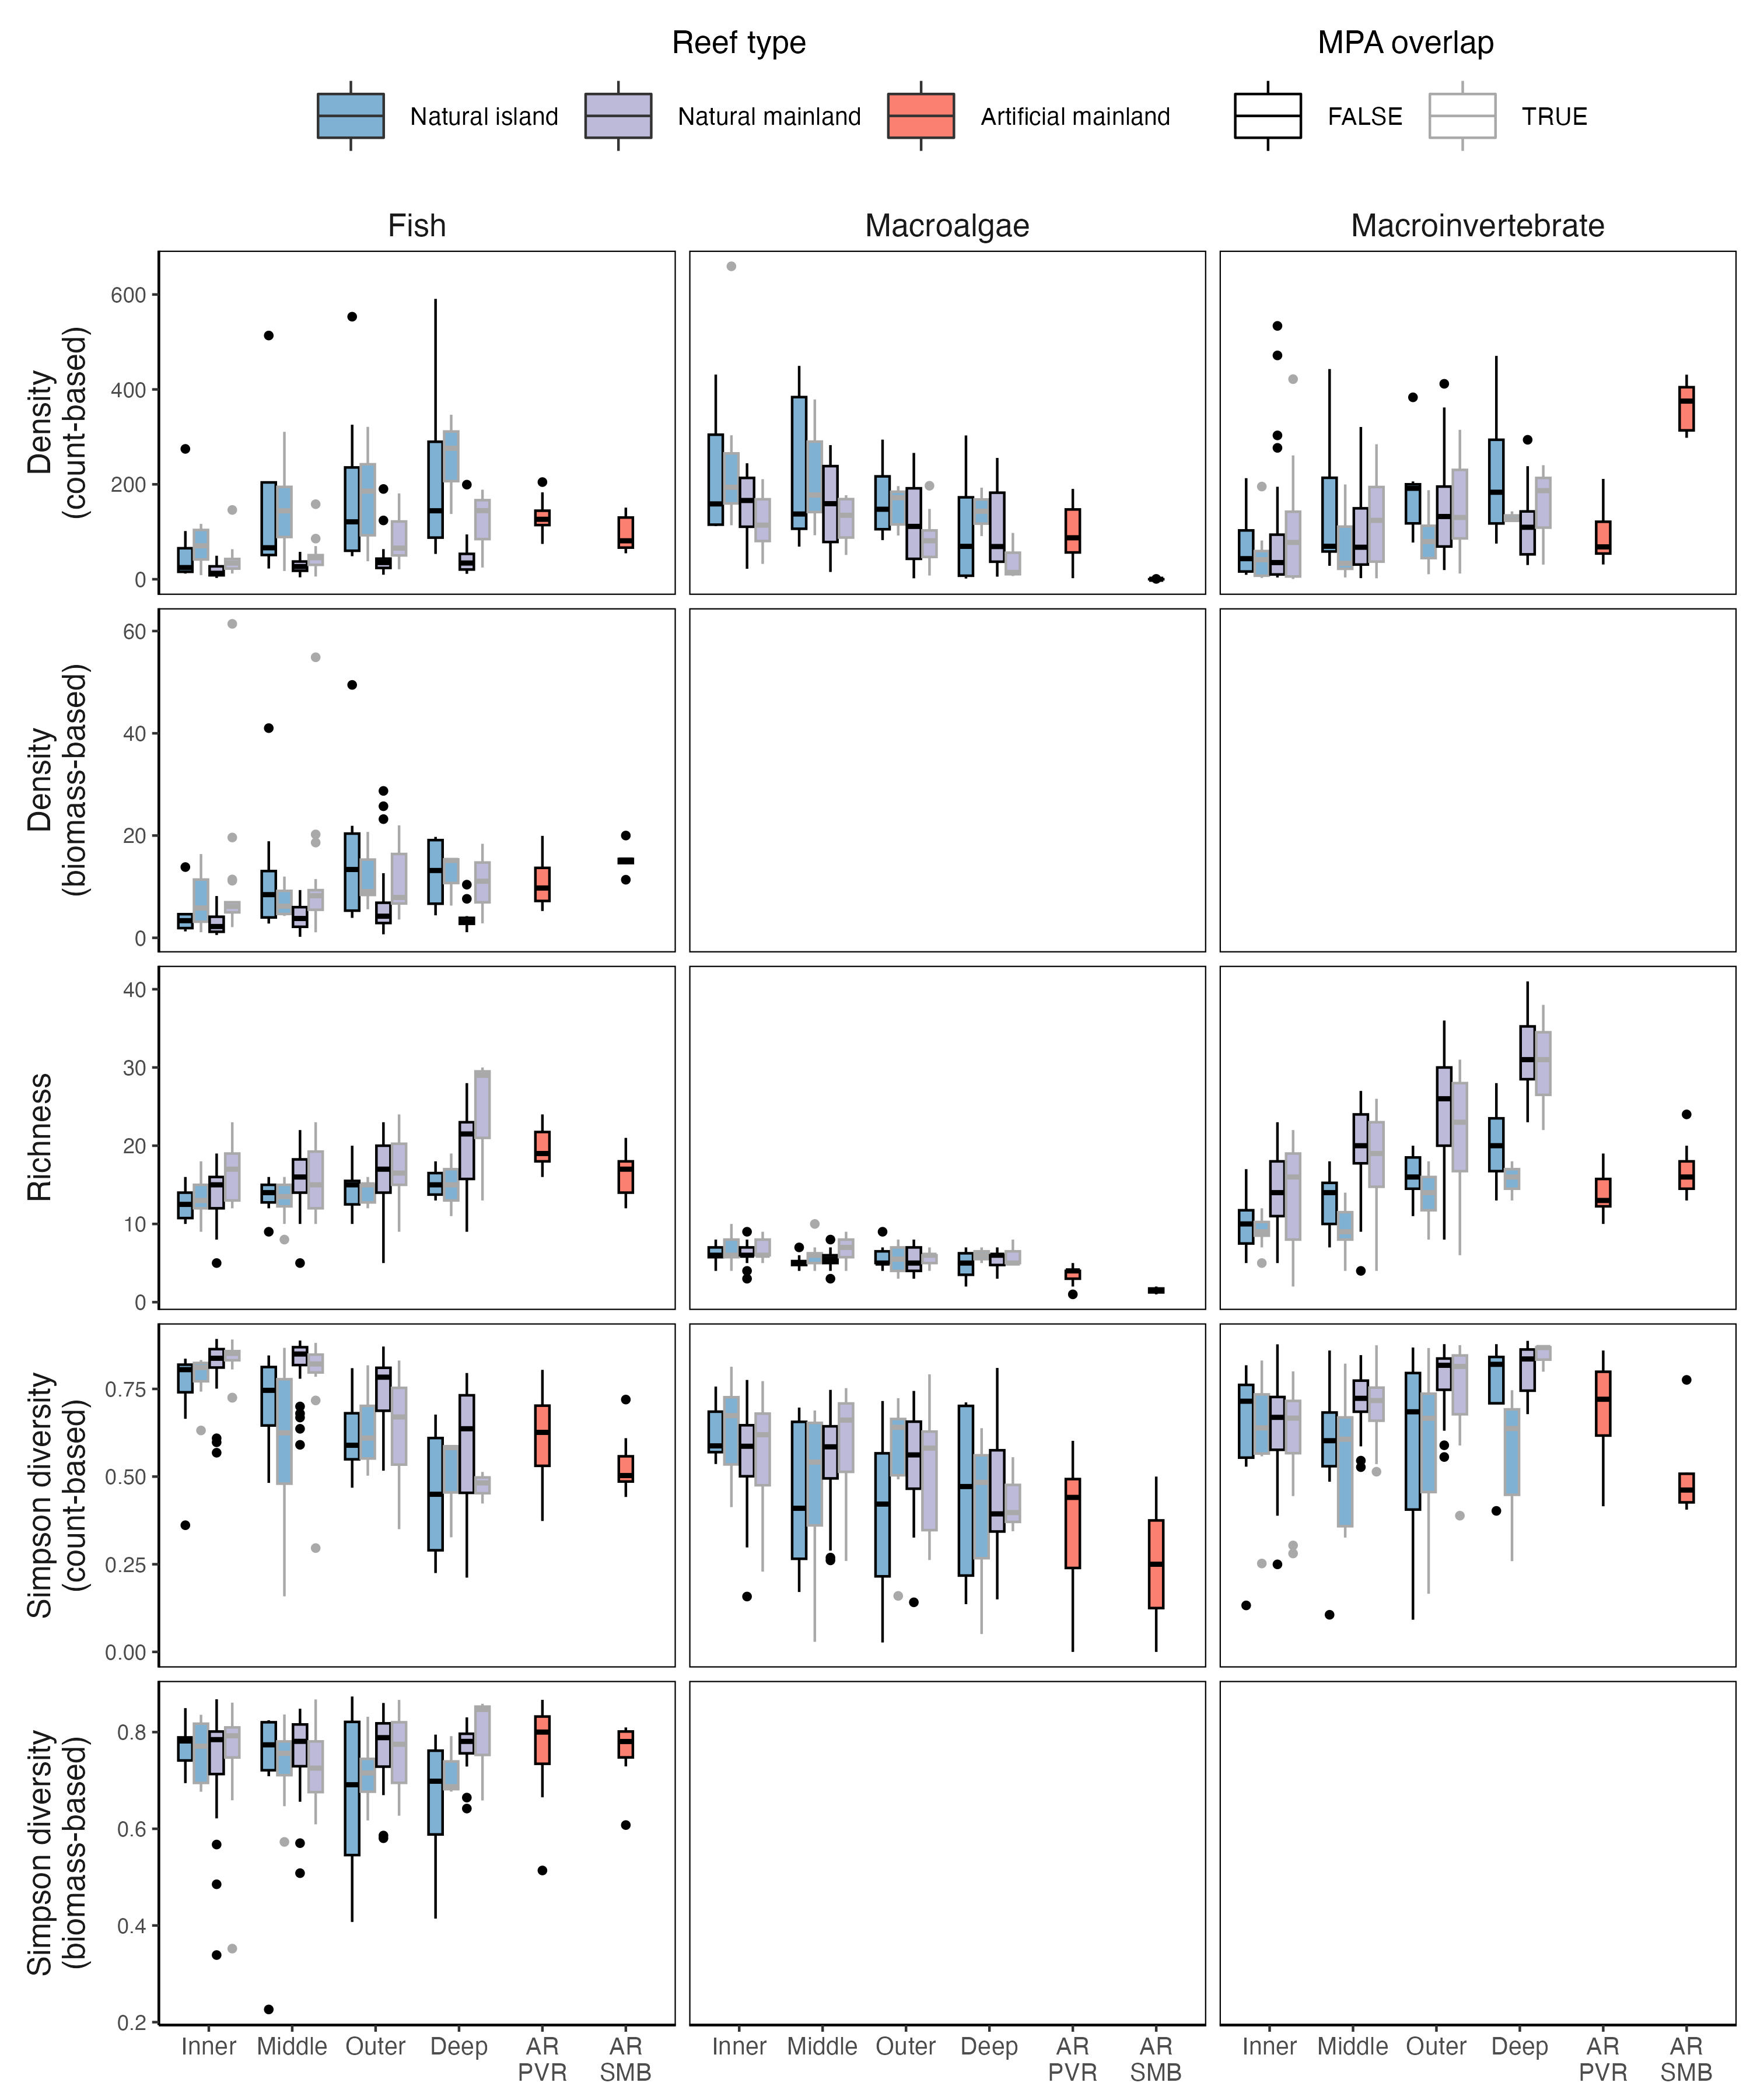 Reef type
MPA overlap
Natural island
Natural mainland
Artificial mainland
FALSE
TRUE
Fish
Macroalgae
Macroinvertebrate
Density
(count-based)
600
400
200
0
Density
(biomass-based)
60
40
20
0
Richness
40
30
20
10
0
Simpson diversity
(count-based)
0.75
0.50
0.25
0.00
Simpson diversity
(biomass-based)
0.8
0.6
0.4
0.2
Inner Middle Outer Deep AR PVR AR SMB
Inner Middle Outer Deep AR PVR AR SMB
Inner Middle Outer Deep AR PVR AR SMB